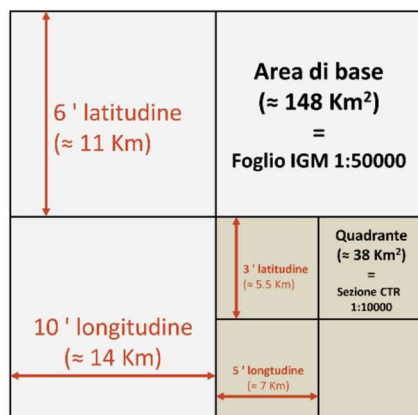 6 ' latitudine
(≈ 11 Km)
Area di base
(≈ 148 Km²)
=
Foglio IGM 1:50000
10 ' longitudine
(≈ 14 Km)
3 ' latitudine
(≈ 5.5 Km)
Quadrante
(≈ 38 Km²)
=
Sezione CTR
1:10000
5 ' longtudine
(≈ 7 Km)